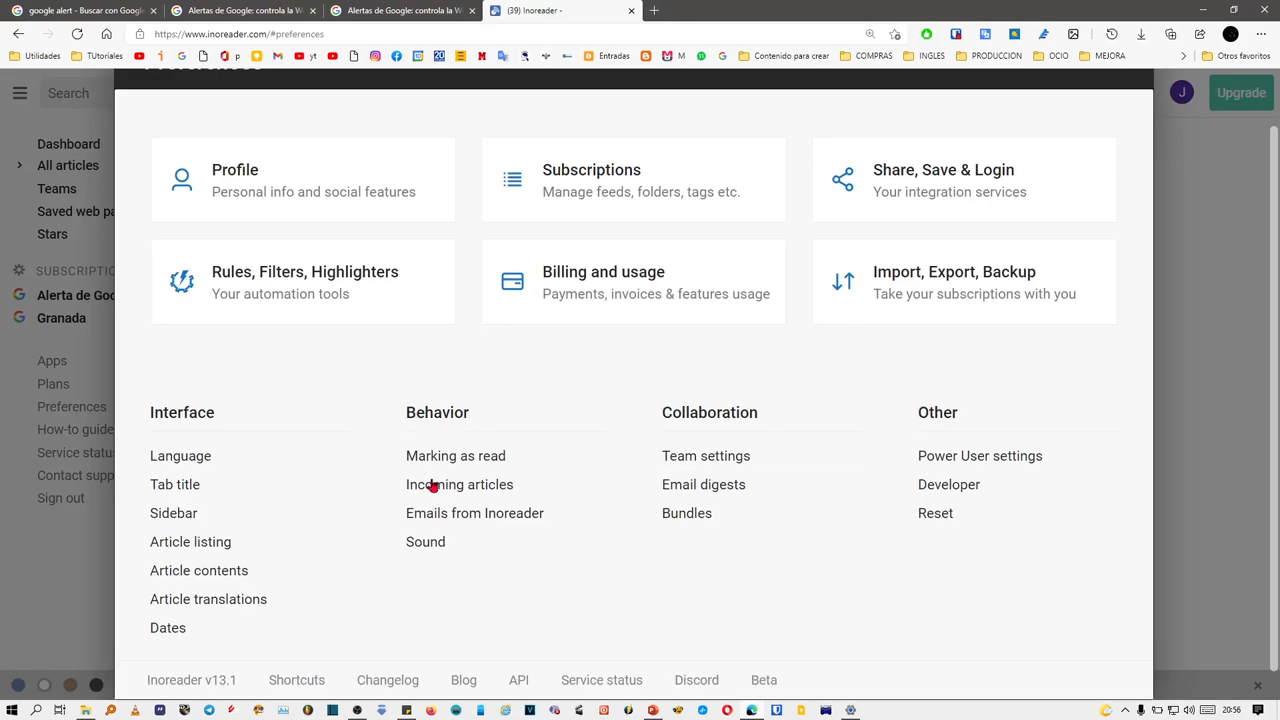 google alert - Buscar con Google
Alertas de Google: controla la W
Alertas de Google: controla la W
(39) Inoreader -
https://www.inoreader.com/#preferences
Utilidades
TUtoriales
yt
p
M
Entradas
M
Contenido para crear
COMPRAS
INGLES
PRODUCCION
OCIO
MEJORA
Otros favoritos
Search
J
Upgrade
Dashboard
All articles
Teams
Saved web pa
Stars
SUBSCRIPTIO
Alerta de Goo
Granada
Apps
Plans
Preferences
How-to guide
Service statu
Contact supp
Sign out
Profile
Personal info and social features
Subscriptions
Manage feeds, folders, tags etc.
Share, Save & Login
Your integration services
Rules, Filters, Highlighters
Your automation tools
Billing and usage
Payments, invoices & features usage
Import, Export, Backup
Take your subscriptions with you
Interface
Language
Tab title
Sidebar
Article listing
Article contents
Article translations
Dates
Behavior
Marking as read
Incoming articles
Emails from Inoreader
Sound
Collaboration
Team settings
Email digests
Bundles
Other
Power User settings
Developer
Reset
Inoreader v13.1
Shortcuts
Changelog
Blog
API
Service status
Discord
Beta
20:56